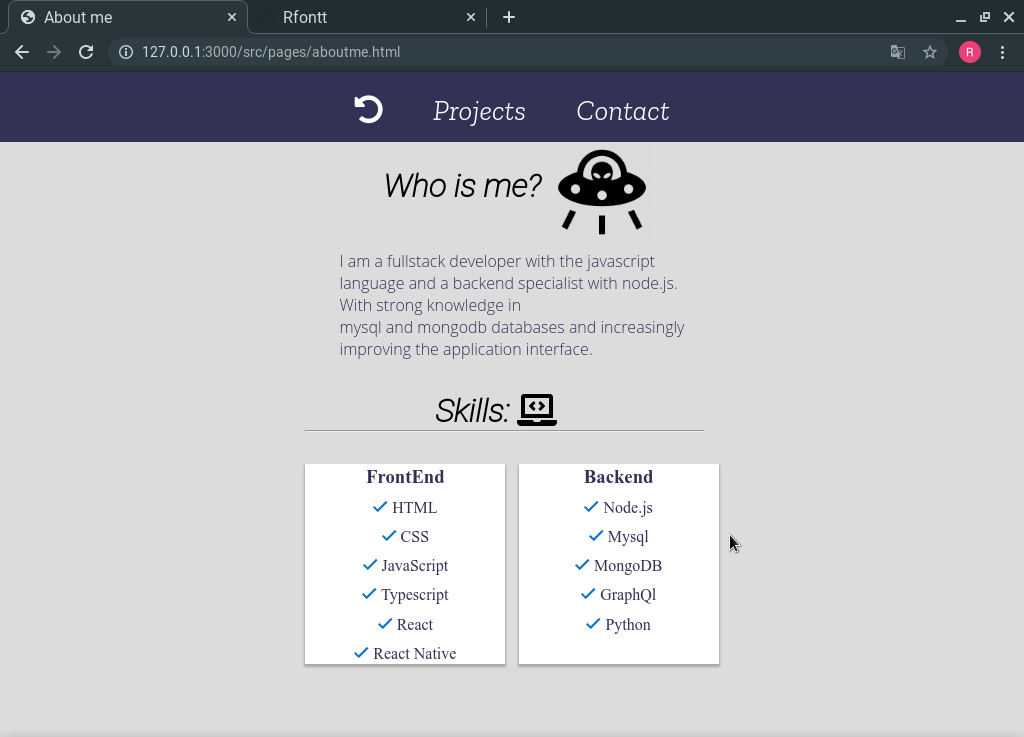 About me
Rfontt
127.0.0.1:3000/src/pages/aboutme.html
R
Projects Contact
Who is me?
I am a fullstack developer with the javascript
language and a backend specialist with node.js.
With strong knowledge in
mysql and mongodb databases and increasingly
improving the application interface.
Skills:
FrontEnd
HTML
CSS
JavaScript
Typescript
React
React Native
Backend
Node.js
Mysql
MongoDB
GraphQl
Python